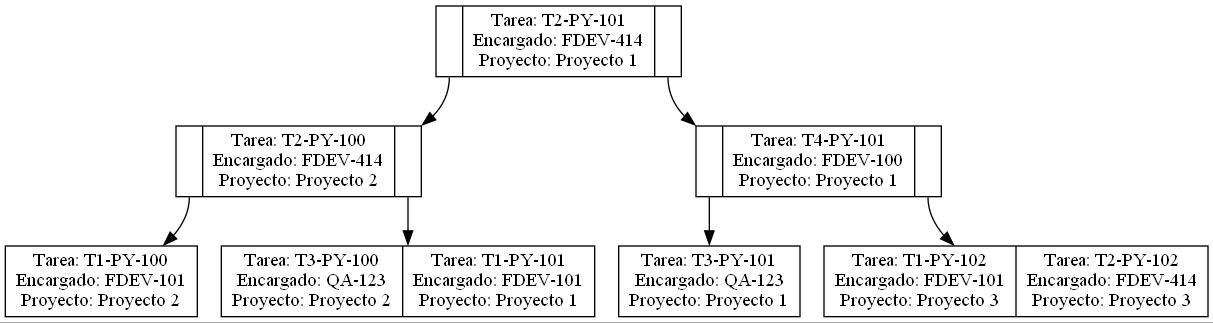 Tarea: T2-PY-101
Encargado: FDEV-414
Proyecto: Proyecto 1
Tarea: T2-PY-100
Encargado: FDEV-414
Proyecto: Proyecto 2
Tarea: T4-PY-101
Encargado: FDEV-100
Proyecto: Proyecto 1
Tarea: T1-PY-100
Encargado: FDEV-101
Proyecto: Proyecto 2
Tarea: T3-PY-100
Encargado: QA-123
Proyecto: Proyecto 2
Tarea: T1-PY-101
Encargado: FDEV-101
Proyecto: Proyecto 1
Tarea: T3-PY-101
Encargado: QA-123
Proyecto: Proyecto 1
Tarea: T1-PY-102
Encargado: FDEV-101
Proyecto: Proyecto 3
Tarea: T2-PY-102
Encargado: FDEV-414
Proyecto: Proyecto 3